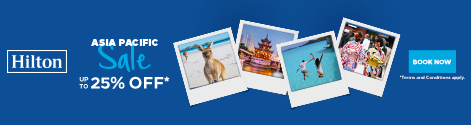 Hilton
ASIA PACIFIC
Sale
UP TO 25% OFF*
BOOK NOW
*Terms and Conditions apply.